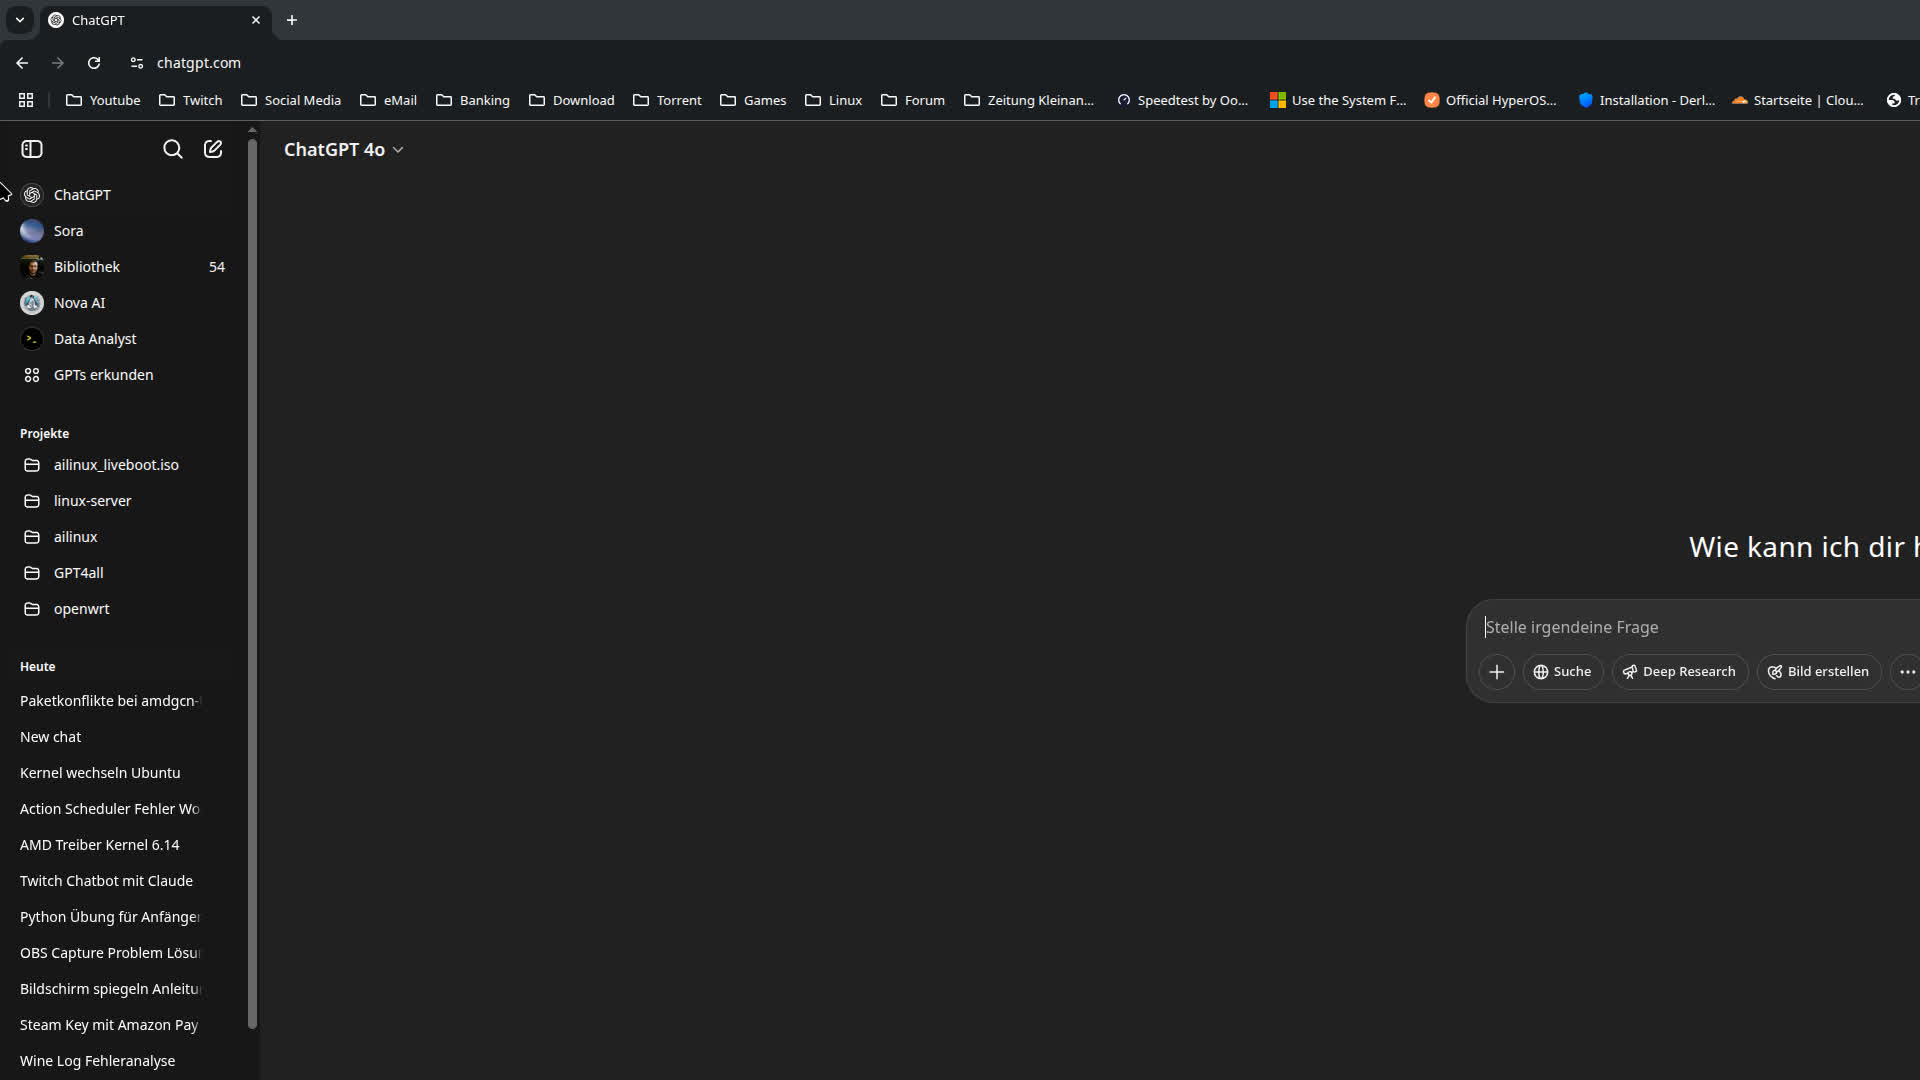 ChatGPT
chatgpt.com
Youtube Twitch Social Media eMail Banking Download Torrent Games Linux Forum Zeitung Kleinan... Speedtest by Oo... Use the System F... Official HyperOS... Installation - Derl... Startseite | Clou... Tr
ChatGPT 4o
ChatGPT
Sora
Bibliothek 54
Nova AI
Data Analyst
GPTs erkunden
Projekte
ailinux_liveboot.iso
linux-server
ailinux
GPT4all
openwrt
Wie kann ich dir h
Stelle irgendeine Frage
Suche Deep Research Bild erstellen
Heute
Paketkonflikte bei amdgcn-
New chat
Kernel wechseln Ubuntu
Action Scheduler Fehler Wo
AMD Treiber Kernel 6.14
Twitch Chatbot mit Claude
Python Übung für Anfänger
OBS Capture Problem Lösu
Bildschirm spiegeln Anleitu
Steam Key mit Amazon Pay
Wine Log Fehleranalyse